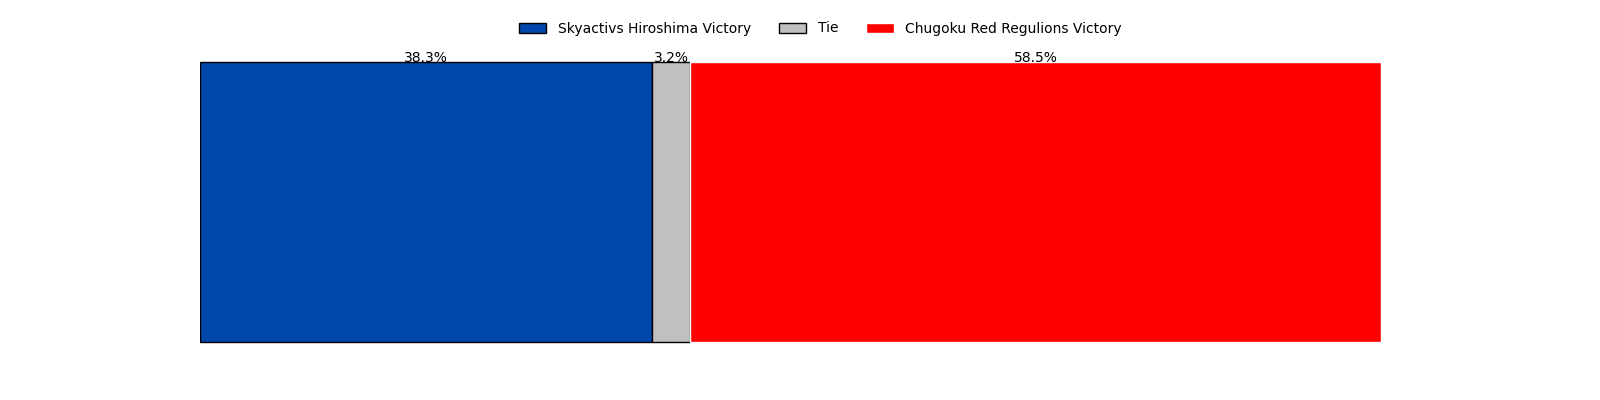 Skyactivs Hiroshima Victory Tie Chugoku Red Regulions Victory
38.3% 3.2% 58.5%